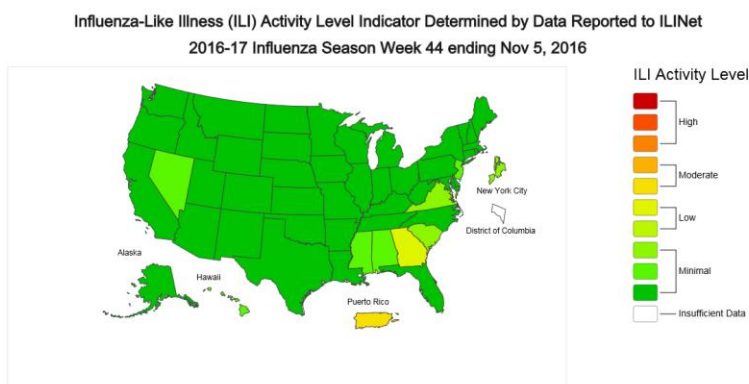 Influenza-Like Illness (ILI) Activity Level Indicator Determined by Data Reported to ILINet
2016-17 Influenza Season Week 44 ending Nov 5, 2016
ILI Activity Level
High
Moderate
New York City
Low
District of Columbia
Alaska
Hawaii
Minimal
Puerto Rico
Insufficient Data